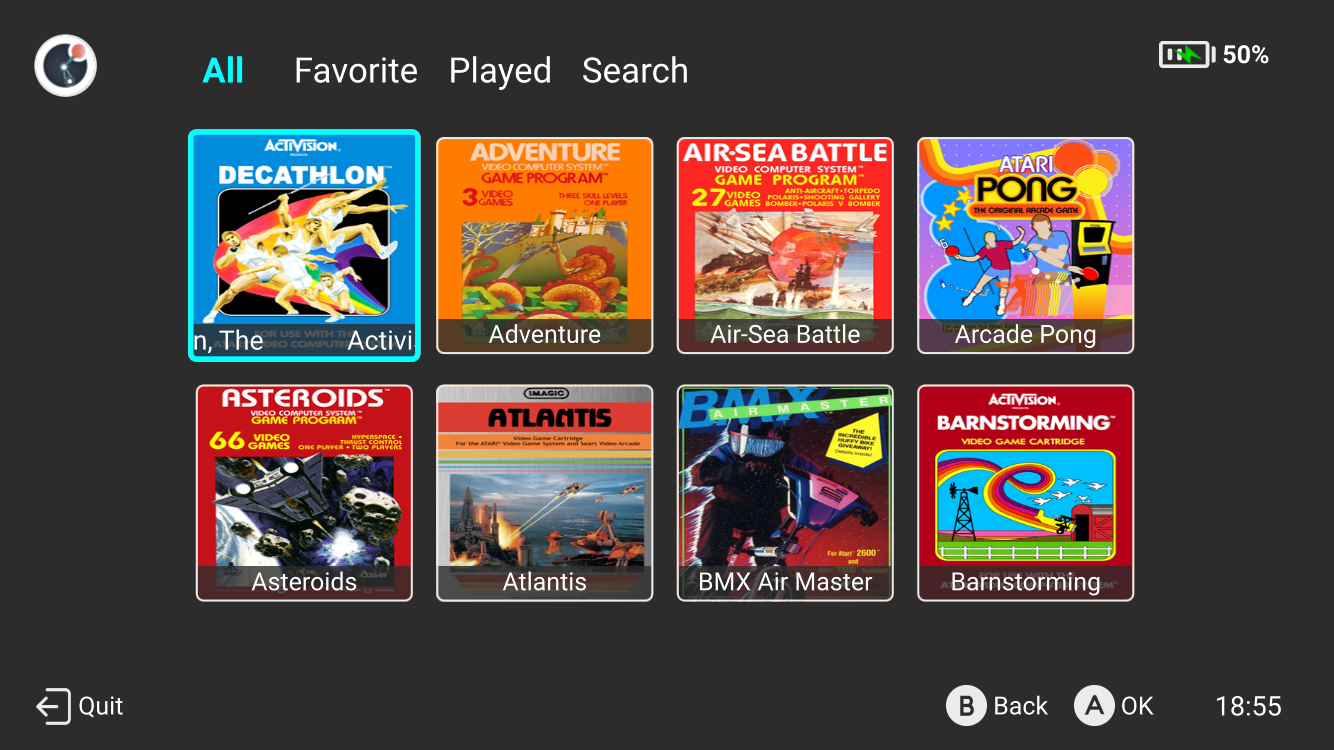 All Favorite Played Search
50%
ACTIVISION®
PRESENTS
DECATHLON™
FOR USE WITH THE
n, The Activi
ADVENTURE
VIDEO COMPUTER SYSTEM™
GAME PROGRAM™
3 VIDEO GAMES
THREE SKILL LEVELS
ONE PLAYER
Adventure
AIR-SEA BATTLE
VIDEO COMPUTER SYSTEM™
GAME PROGRAM™
27 VIDEO GAMES
ANTI-AIRCRAFT•TORPEDO
POLARIS•SHOOTING GALLERY
BOMBER•POLARIS V BOMBER
Air-Sea Battle
ATARI
PONG
THE ORIGINAL ARCADE GAME
Arcade Pong
ASTEROIDS™
VIDEO COMPUTER SYSTEM™
GAME PROGRAM™
66 VIDEO GAMES
HYPERSPACE •
THRUST CONTROL
ONE PLAYER • TWO PLAYERS
Asteroids
IMAGIC
ATLANTIS
Video Game Cartridge
For the ATARI® Video Game System and Sears Video Arcade
Atlantis
BMX
AIR MASTER
THE
INCREDIBLE
HUFFY BIKE
GIVEAWAY!
Details inside!
For Atari® 2600™
and
BMX Air Master
ACTIVISION®
PRESENTS
BARNSTORMING™
VIDEO GAME CARTRIDGE
Barnstorming
Quit
B Back A OK 18:55